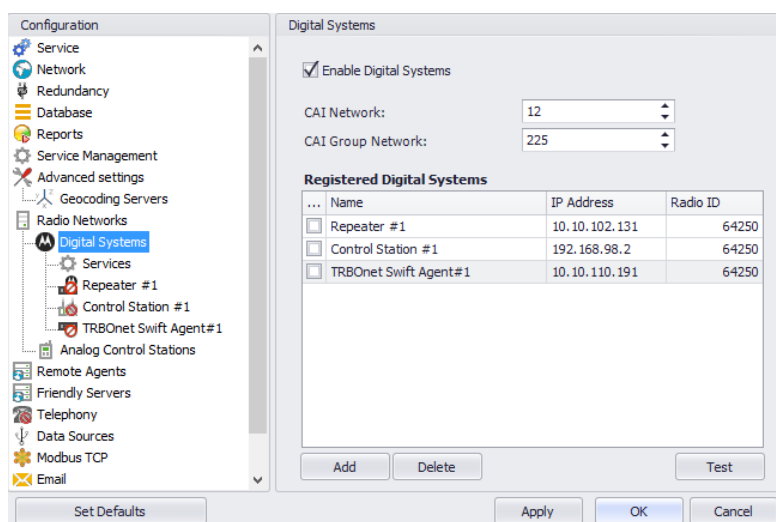 Configuration
Service
Network
Redundancy
Database
Reports
Service Management
Advanced settings
Geocoding Servers
Radio Networks
Digital Systems
Services
Repeater #1
Control Station #1
TRBOnet Swift Agent#1
Analog Control Stations
Remote Agents
Friendly Servers
Telephony
Data Sources
Modbus TCP
Email
Set Defaults
Digital Systems
Enable Digital Systems
CAI Network: 12
CAI Group Network: 225
Registered Digital Systems
... Name IP Address Radio ID
Repeater #1 10.10.102.131 64250
Control Station #1 192.168.98.2 64250
TRBOnet Swift Agent#1 10.10.110.191 64250
Add Delete Test
Apply OK Cancel